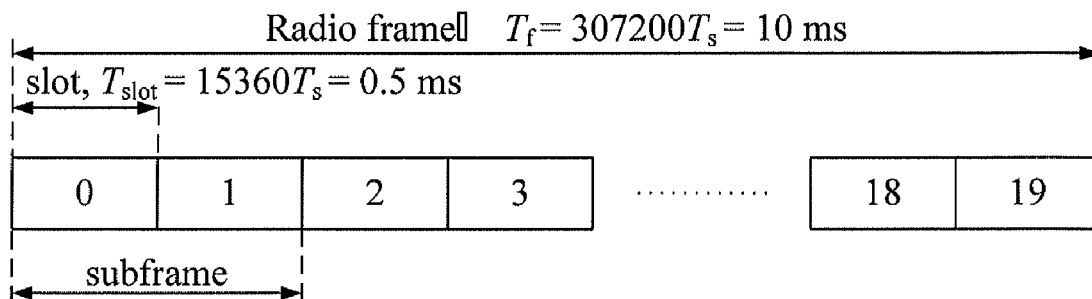 Radio frame▯ T_f = 307200T_s = 10 ms
slot, T_slot = 15360T_s = 0.5 ms
0 1 2 3 ............ 18 19
subframe